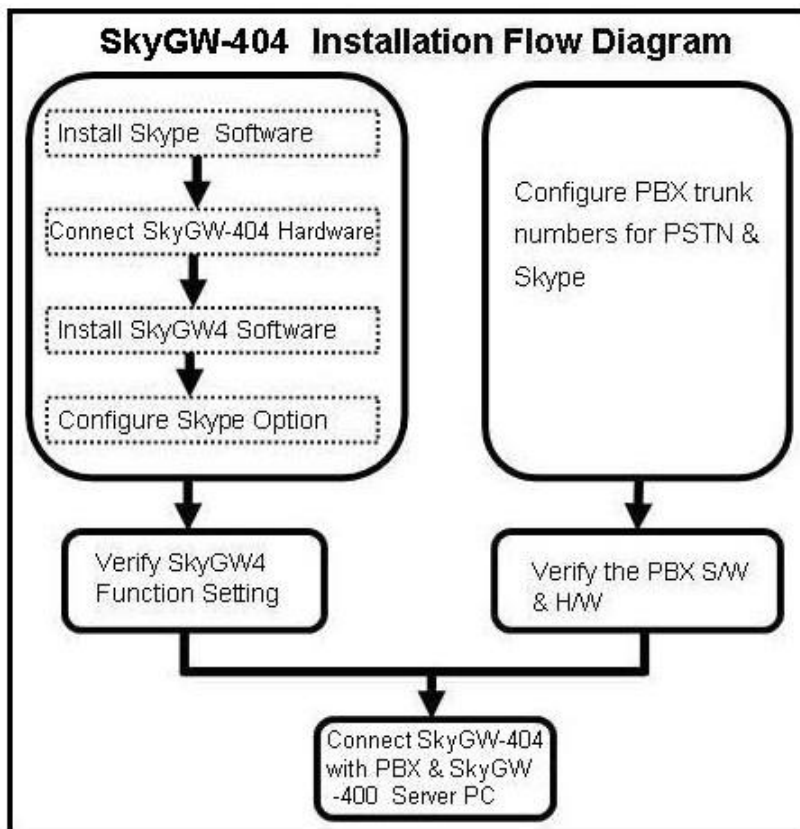 SkyGW-404 Installation Flow Diagram
Install Skype Software
Connect SkyGW-404 Hardware
Install SkyGW4 Software
Configure Skype Option
Configure PBX trunk
numbers for PSTN &
Skype
Verify SkyGW4
Function Setting
Verify the PBX S/W
& H/W
Connect SkyGW-404
with PBX & SkyGW
-400 Server PC